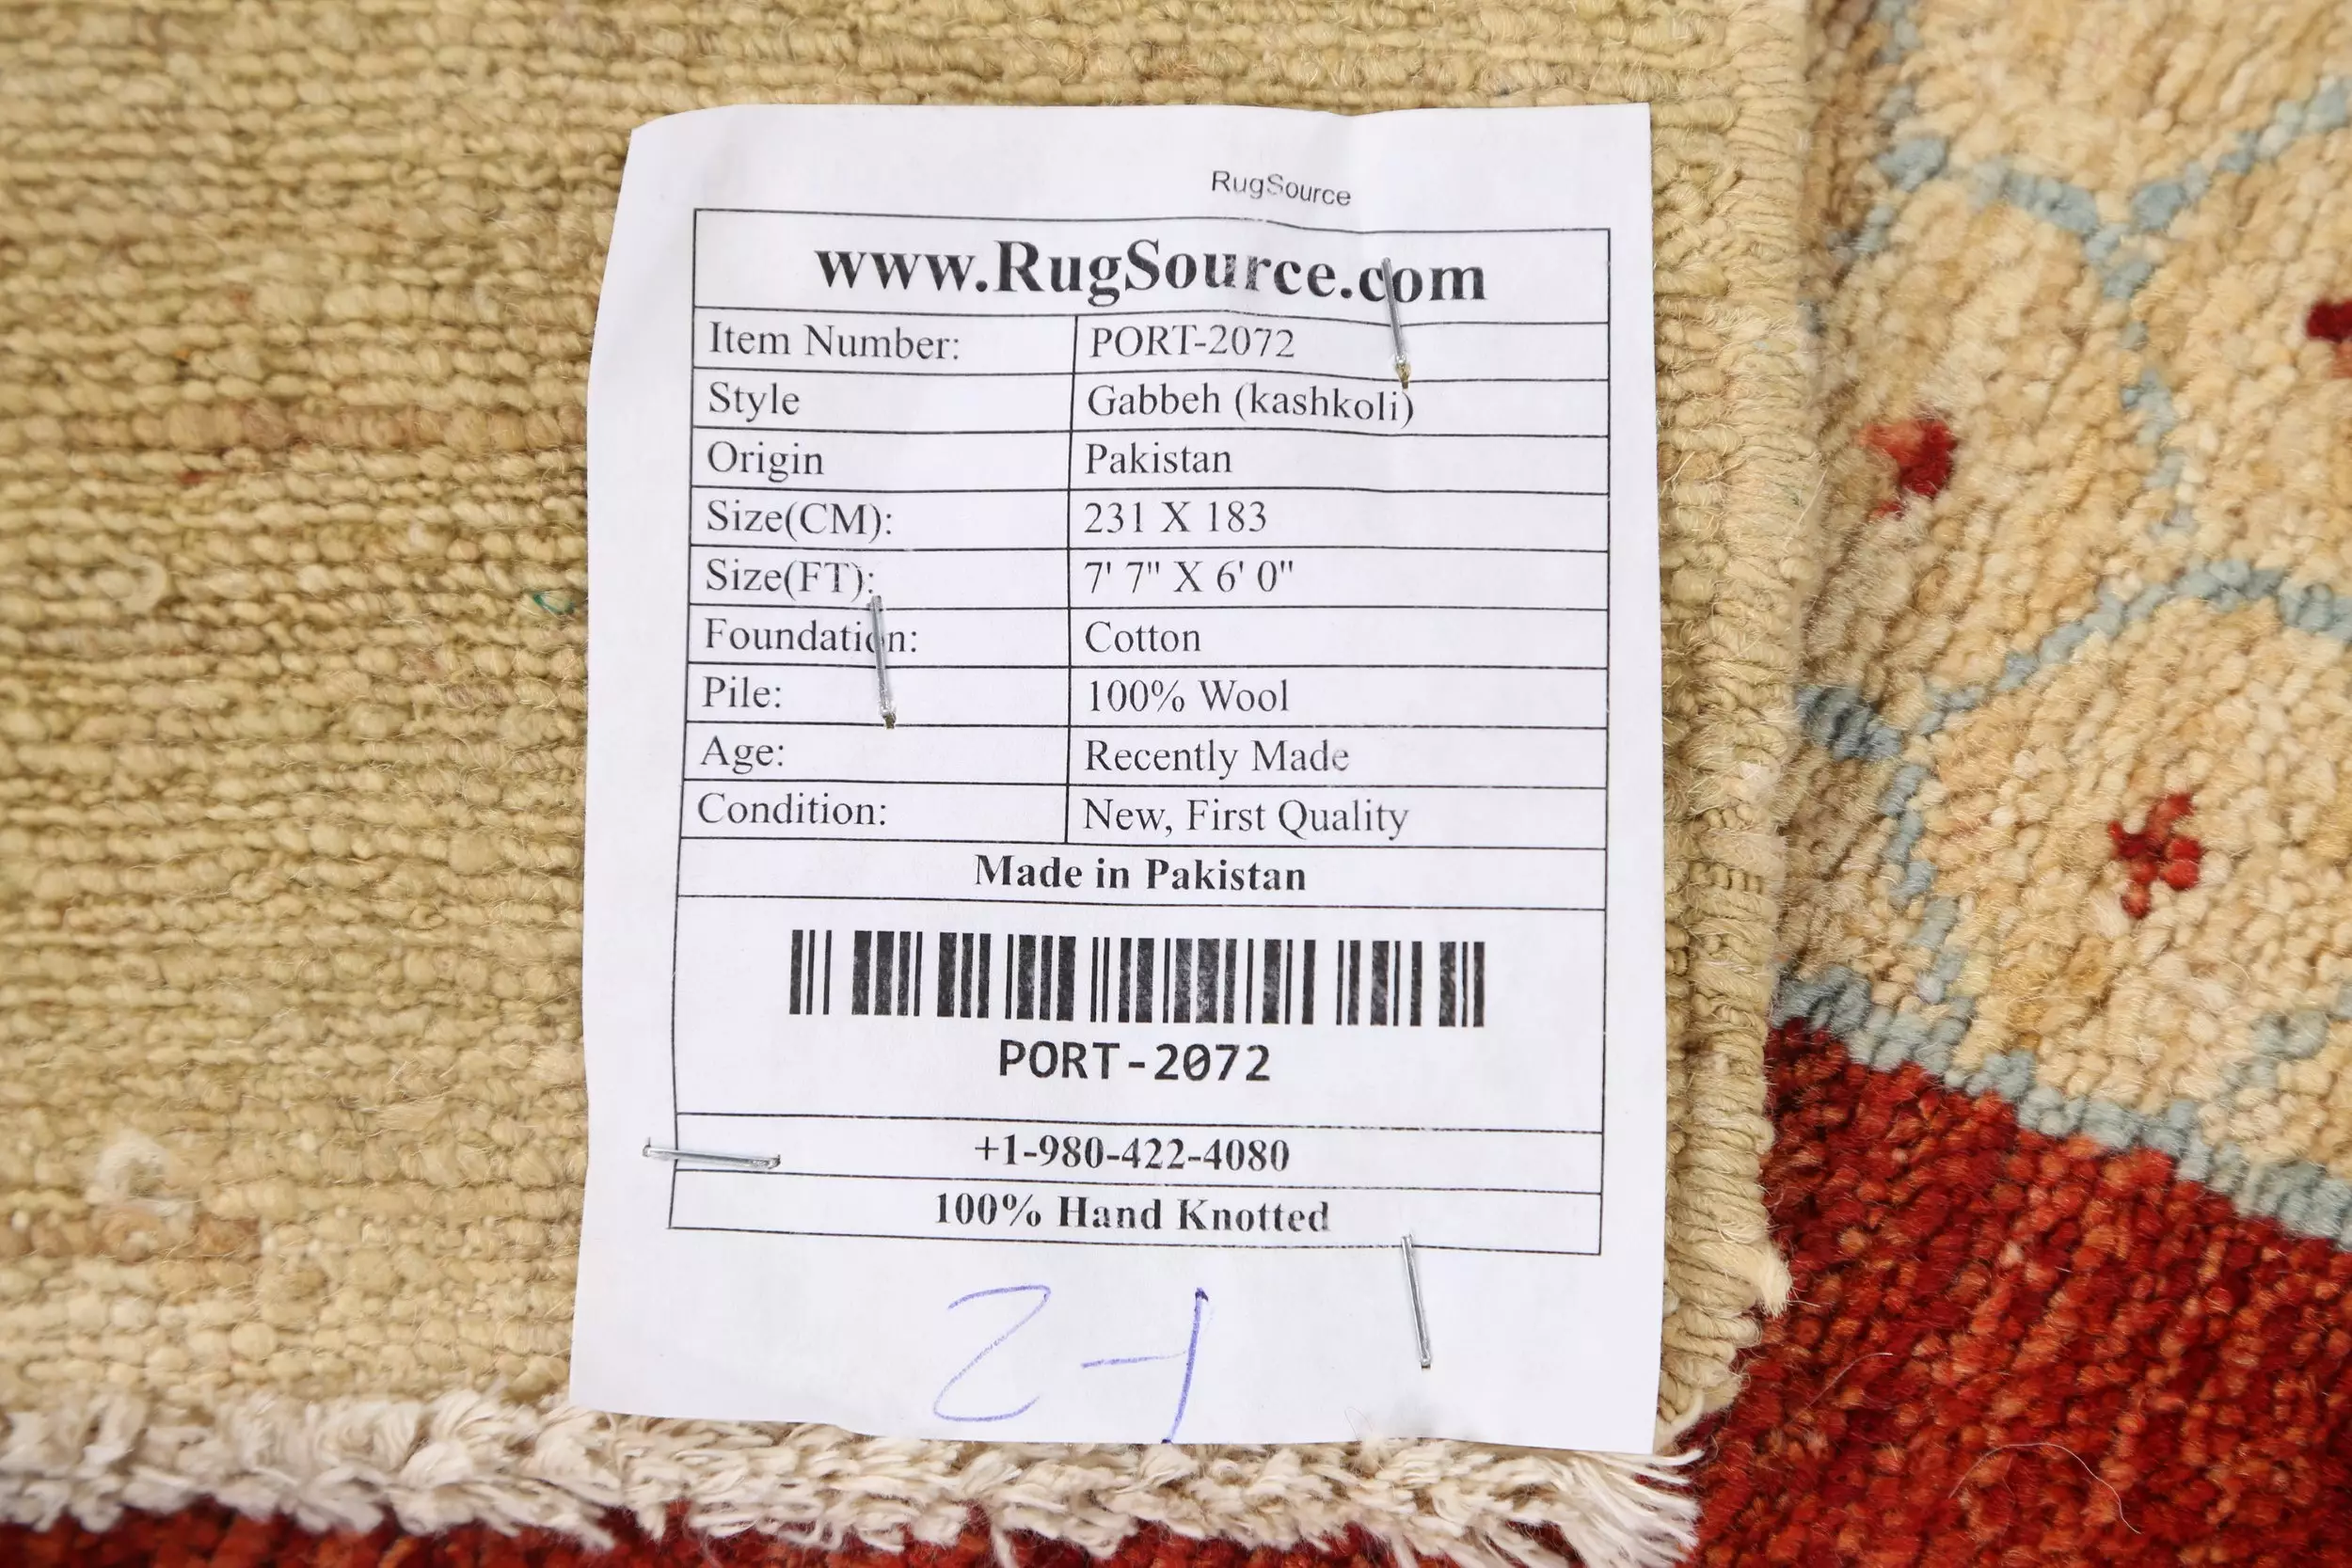 RugSource
www.RugSource.com
Item Number: PORT-2072
Style Gabbeh (kashkoli)
Origin Pakistan
Size(CM): 231 X 183
Size(FT): 7' 7" X 6' 0"
Foundation: Cotton
Pile: 100% Wool
Age: Recently Made
Condition: New, First Quality
Made in Pakistan
PORT-2072
+1-980-422-4080
100% Hand Knotted
2-1